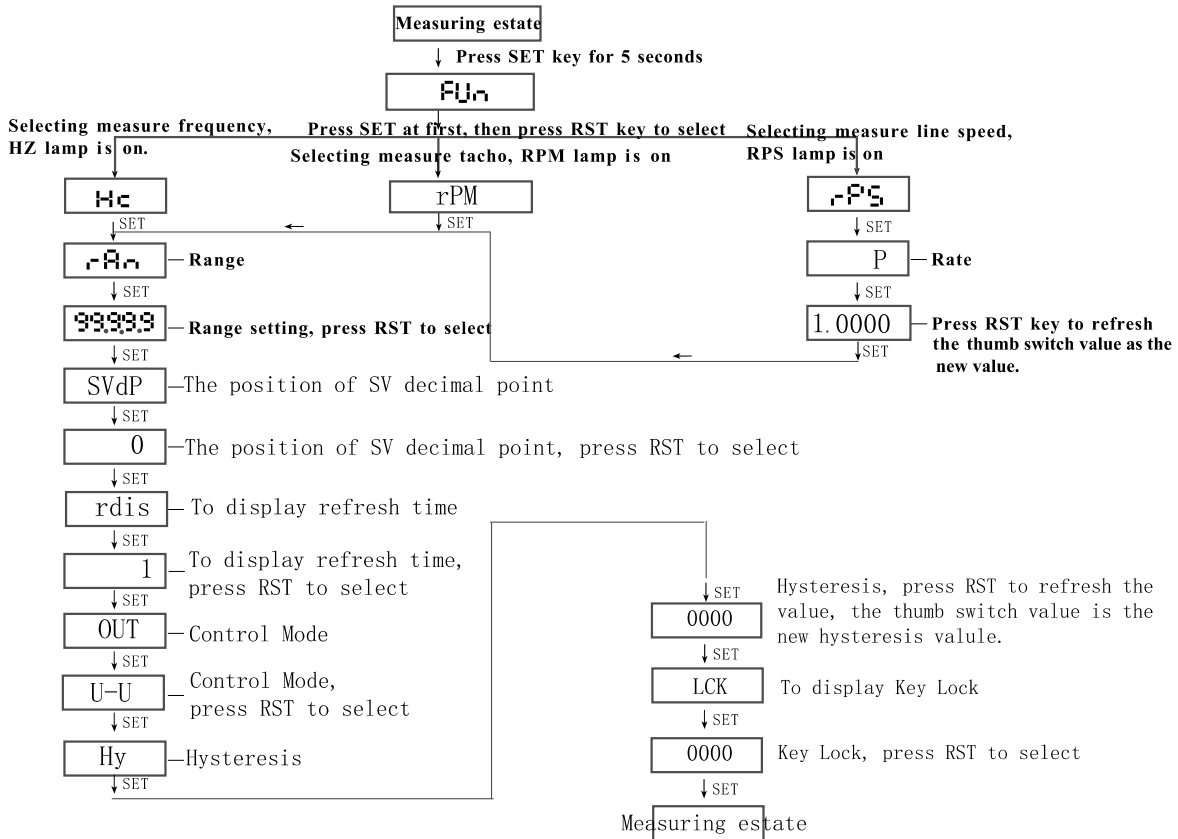 Measuring estate
Press SET key for 5 seconds
FUn
Selecting measure frequency,
HZ lamp is on.
Press SET at first, then press RST key to select
Selecting measure tacho, RPM lamp is on
Selecting measure line speed,
RPS lamp is on
Hc
SET
rPM
SET
rPS
SET
rAn
Range
SET
P
Rate
SET
99.9.9.9
Range setting, press RST to select
SET
1.0000
Press RST key to refresh
the thumb switch value as the
new value.
SET
SVdP
The position of SV decimal point
SET
0
The position of SV decimal point, press RST to select
SET
rdis
To display refresh time
SET
1
To display refresh time,
press RST to select
SET
OUT
Control Mode
SET
U-U
Control Mode,
press RST to select
SET
Hy
Hysteresis
SET
SET
0000
Hysteresis, press RST to refresh the
value, the thumb switch value is the
new hysteresis valule.
SET
LCK
To display Key Lock
SET
0000
Key Lock, press RST to select
SET
Measuring estate